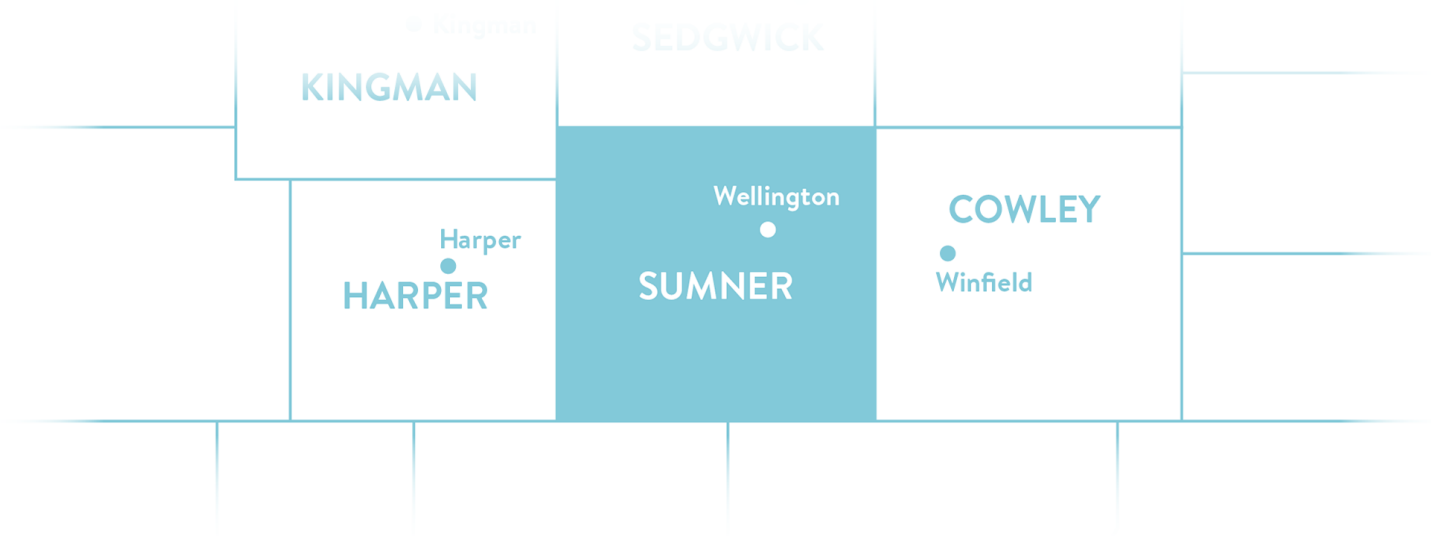 Kingman
SEDGWICK
KINGMAN
Wellington
COWLEY
Harper
Winfield
SUMNER
HARPER